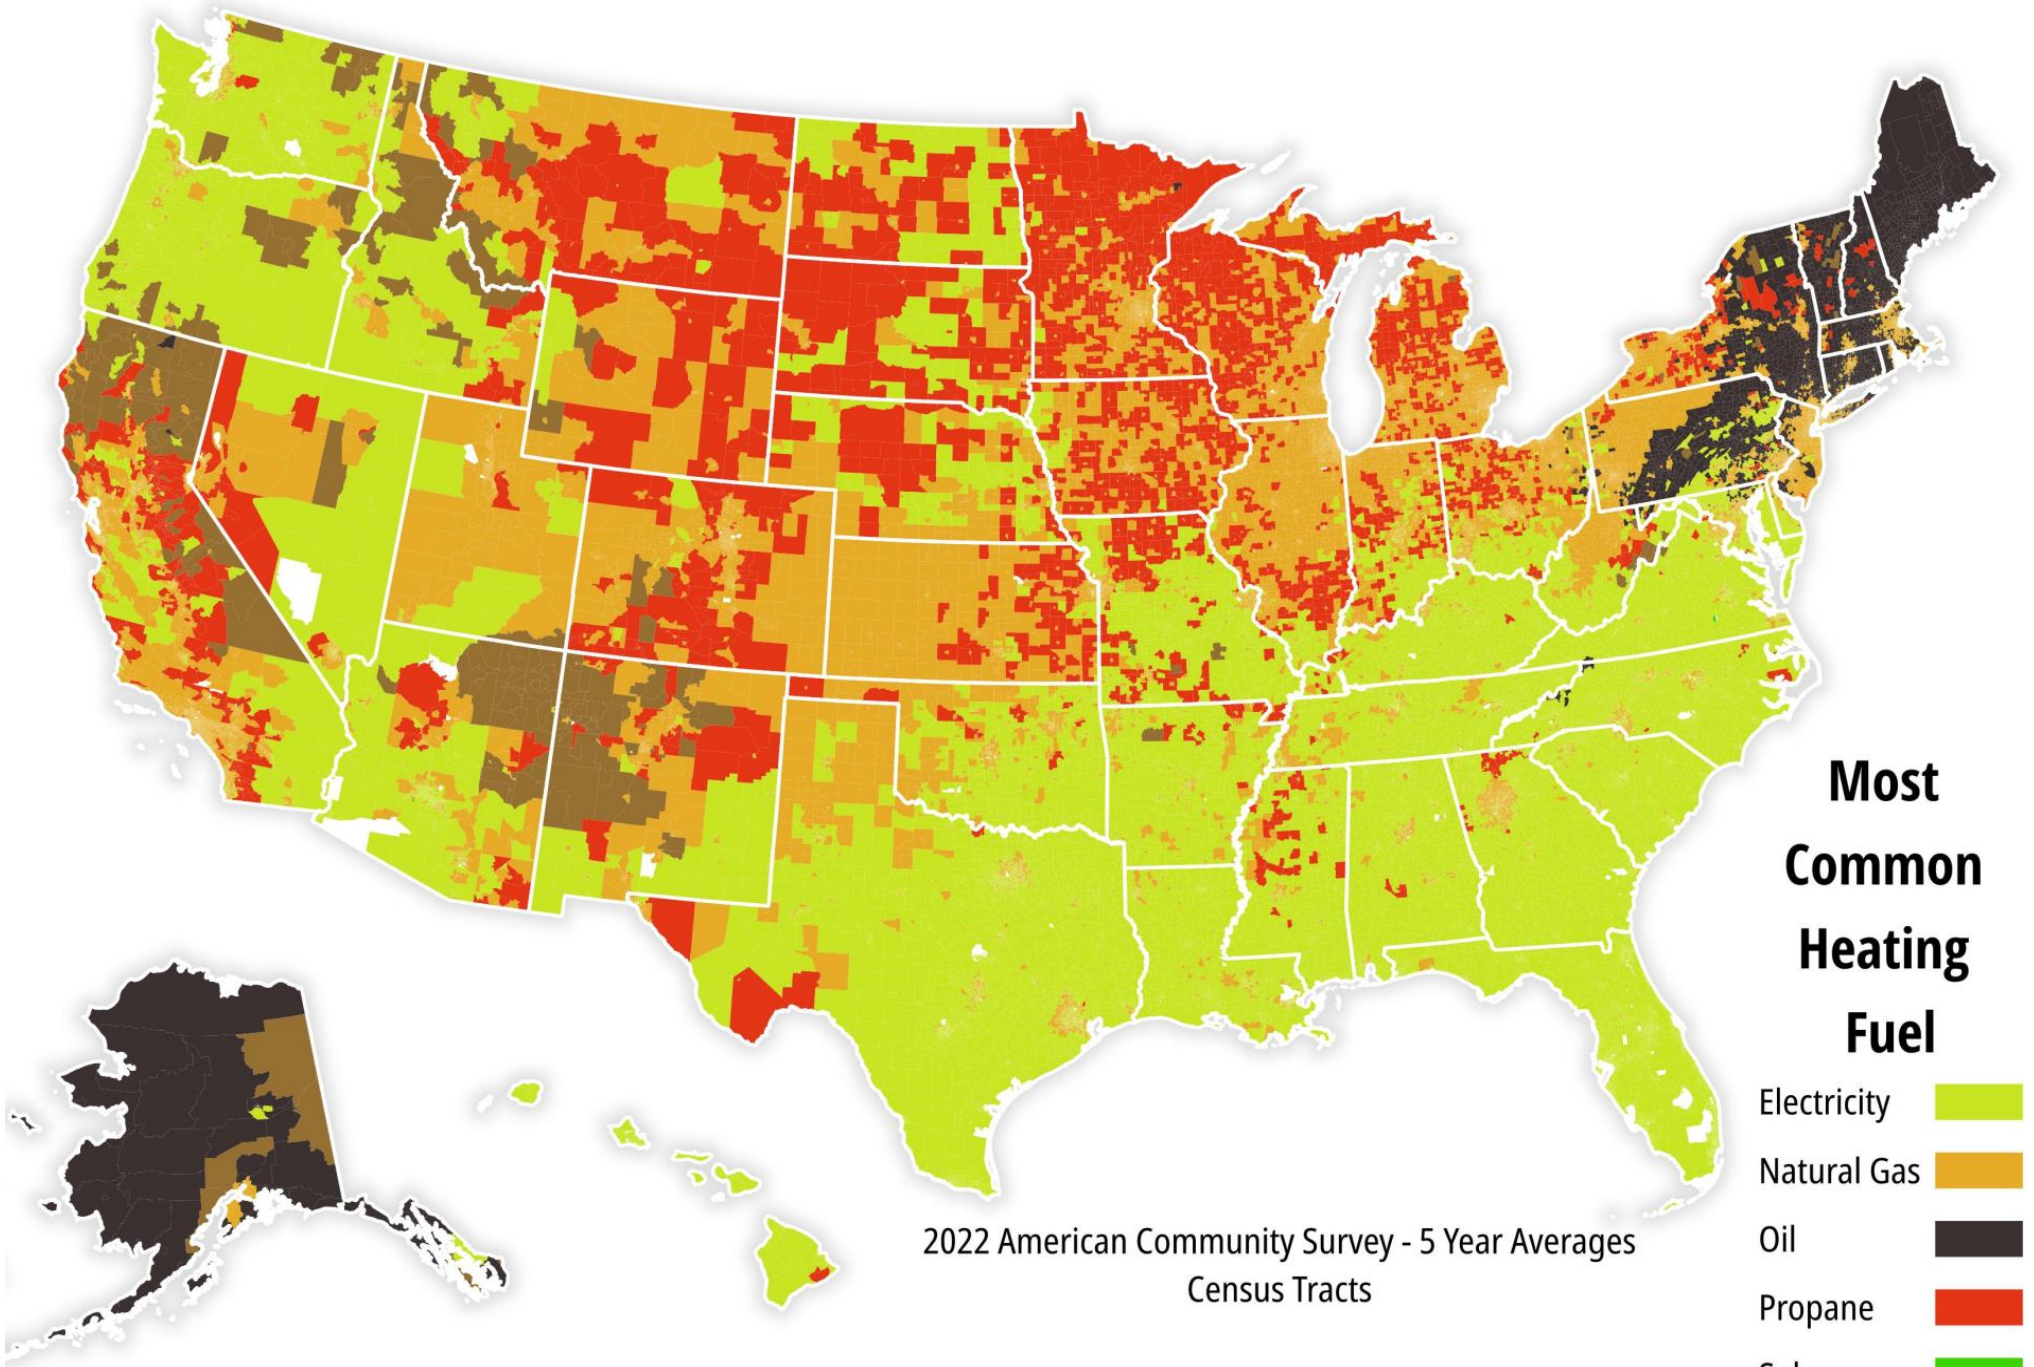 Most
Common
Heating
Fuel
Electricity
Natural Gas
Oil
Propane
2022 American Community Survey - 5 Year Averages
Census Tracts